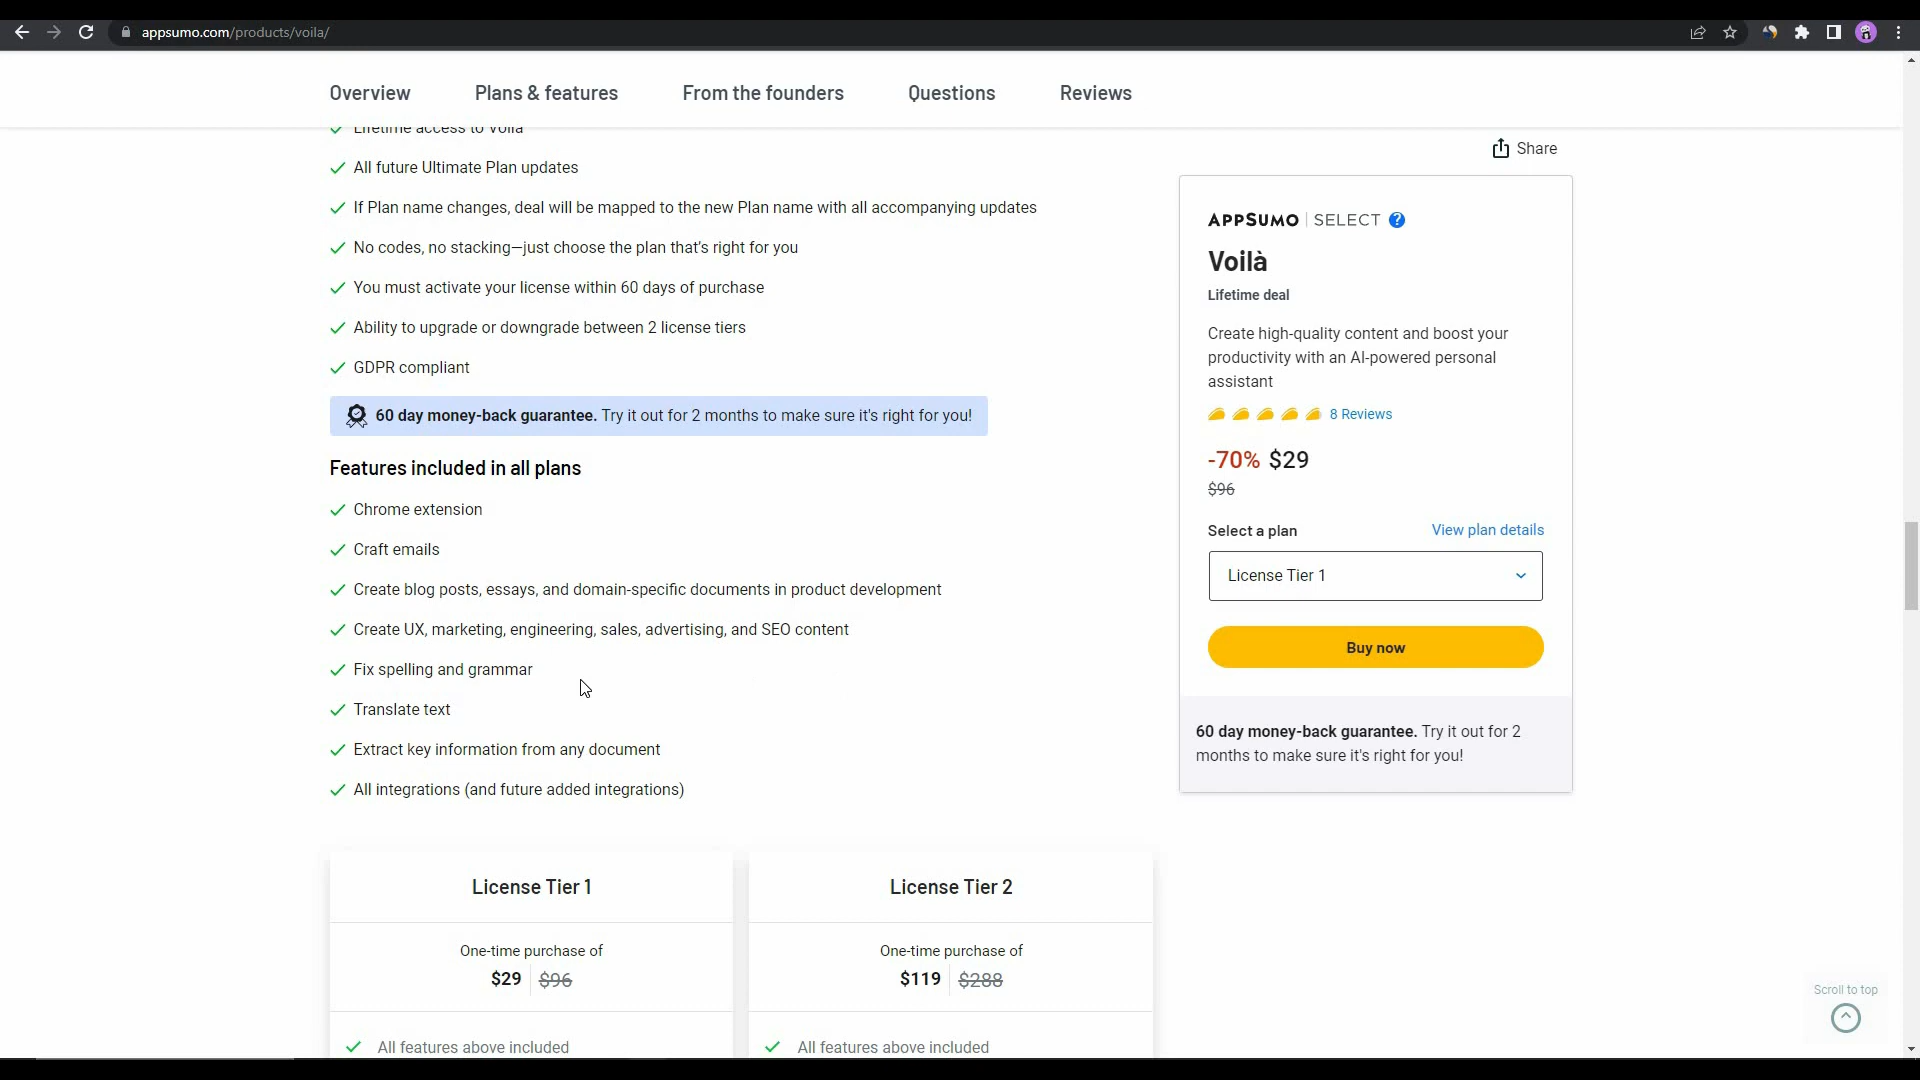 appsumo.com/products/voila/
Overview
Plans & features
From the founders
Questions
Reviews
Lifetime access to Voilà
All future Ultimate Plan updates
If Plan name changes, deal will be mapped to the new Plan name with all accompanying updates
No codes, no stacking—just choose the plan that's right for you
You must activate your license within 60 days of purchase
Ability to upgrade or downgrade between 2 license tiers
GDPR compliant
60 day money-back guarantee. Try it out for 2 months to make sure it's right for you!
Features included in all plans
Chrome extension
Craft emails
Create blog posts, essays, and domain-specific documents in product development
Create UX, marketing, engineering, sales, advertising, and SEO content
Fix spelling and grammar
Translate text
Extract key information from any document
All integrations (and future added integrations)
License Tier 1
One-time purchase of
$29 $96
All features above included
License Tier 2
One-time purchase of
$119 $288
All features above included
Share
APPSUMO | SELECT ?
Voilà
Lifetime deal
Create high-quality content and boost your
productivity with an AI-powered personal
assistant
8 Reviews
-70% $29
$96
Select a plan
View plan details
License Tier 1
Buy now
60 day money-back guarantee. Try it out for 2
months to make sure it's right for you!
Scroll to top